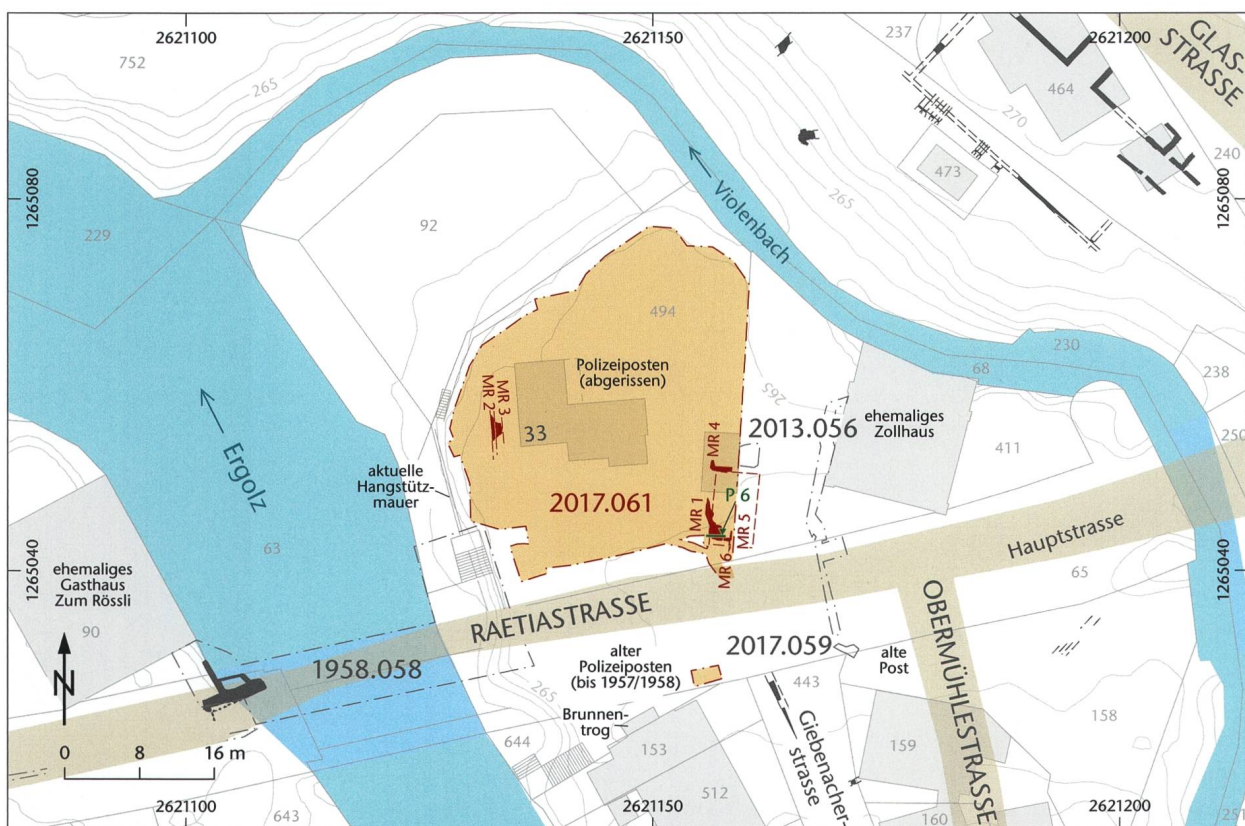 2621100
2621150
2621200
752
265
237
464
GLAS-
STRASSE
270
240
473
1265080
1265080
229
92
Violenbach
265
494
230
238
68
Polizeiposten
(abgerissen)
265
MR 2
MR 3
33
MR 4
2013.056
ehemaliges
Zollhaus
411
250
Ergolz
aktuelle
Hangstütz-
mauer
2017.061
MR 1
P 6
MR 5
MR 6
Hauptstrasse
63
1265040
1265040
ehemaliges
Gasthaus
Zum Rössli
90
65
RAETIASTRASSE
OBERMÜHLESTRASSE
N
1958.058
alter
Polizeiposten
(bis 1957/1958)
2017.059
alte
Post
265
443
Brunnen-
trog
Giebenacher-
strasse
158
0 8 16 m
644
153
159
512
643
160
251
2621100
2621150
2621200